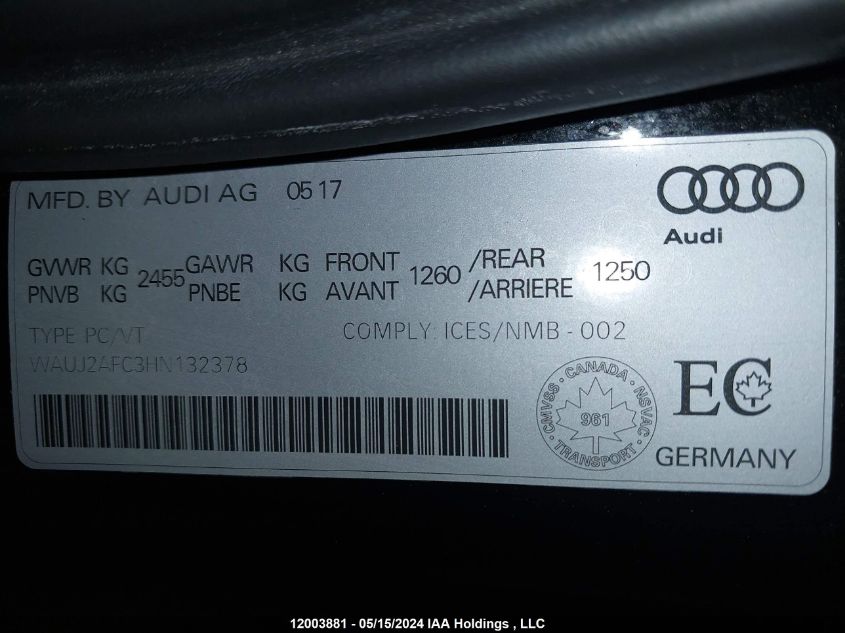 MFD. BY AUDI AG 05 17
Audi
GVWR KG 2455 GAWR KG FRONT 1260 /REAR 1250
PNVB KG PNBE KG AVANT /ARRIERE
TYPE PC/VT COMPLY: ICES/NMB - 002
WAUJ2AFC3HN132378
CMVSS · CANADA · NSVAC · TRANSPORT ·
961
EC
GERMANY
12003881 - 05/15/2024 IAA Holdings , LLC